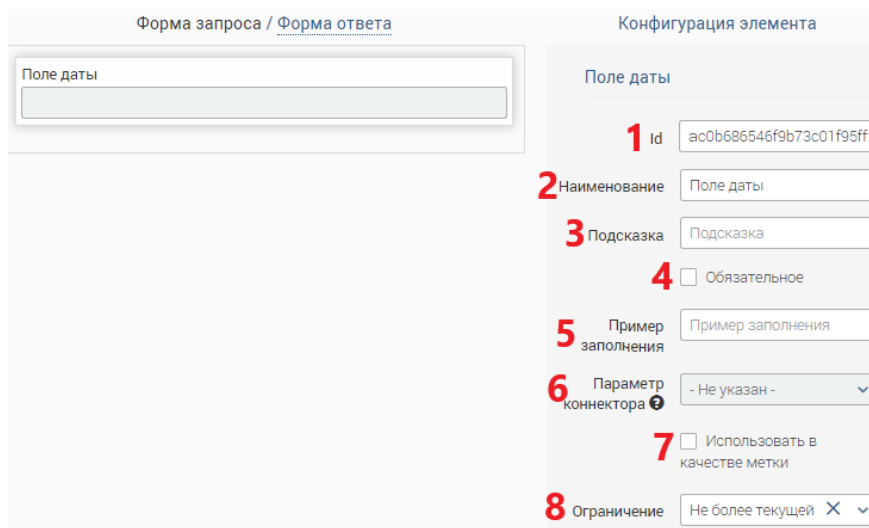 Форма запроса / Форма ответа
Конфигурация элемента
Поле даты
Поле даты
1 Id ac0b686546f9b73c01f95ff
2 Наименование Поле даты
3 Подсказка Подсказка
4 Обязательное
5 Пример заполнения Пример заполнения
6 Параметр коннектора ? - Не указан -
7 Использовать в
качестве метки
8 Ограничение Не более текущей